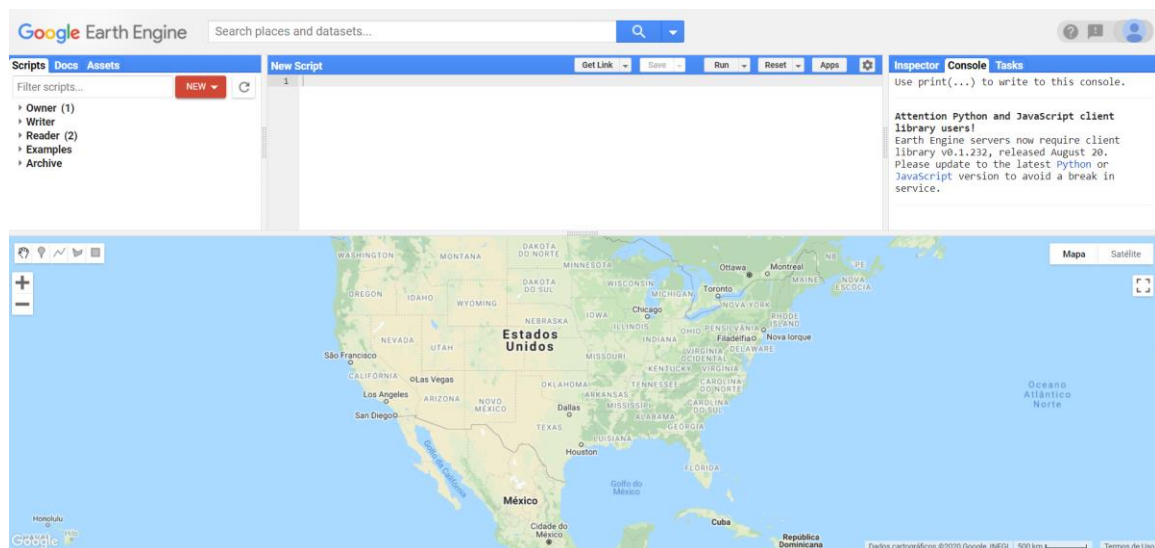 Google Earth Engine
Search places and datasets...
Scripts Docs Assets
Filter scripts...
NEW
Owner (1)
Writer
Reader (2)
Examples
Archive
New Script
Get Link
Save
Run
Reset
Apps
1
Inspector Console Tasks
Use print(...) to write to this console.
Attention Python and JavaScript client
library users!
Earth Engine servers now require client
library v0.1.232, released August 20.
Please update to the latest Python or
JavaScript version to avoid a break in
service.
Mapa
Satélite
WASHINGTON
MONTANA
DAKOTA
DO NORTE
MINNESOTA
Ottawa
Montreal
NB
PE
MAINE
NOVA
ESCÓCIA
OREGON
IDAHO
WYOMING
DAKOTA
DO SUL
WISCONSIN
MICHIGAN
Toronto
NOVA YORK
Chicago
IOWA
NEBRASKA
ILLINOIS
INDIANA
OHIO
PENSILVÂNIA
RHODE
ISLAND
Filadélfia
Nova Iorque
NEVADA
UTAH
Estados
Unidos
MISSOURI
VIRGÍNIA
OCIDENTAL
DELAWARE
KENTUCKY
VIRGÍNIA
São Francisco
CALIFÓRNIA
Las Vegas
Los Angeles
San Diego
ARIZONA
NOVO
MÉXICO
OKLAHOMA
ARKANSAS
TENNESSEE
CAROLINA
DO NORTE
CAROLINA
DO SUL
MISSISSIPI
ALABAMA
GEORGIA
Dallas
TEXAS
LUISIANA
Houston
FLÓRIDA
Golfo da
Califórnia
Golfo do
México
México
Cidade do
México
Cuba
República
Dominicana
Oceano
Atlântico
Norte
Honolulu
Google
Dados cartográficos ©2020 Google, INEGI
500 km
Termos de Uso